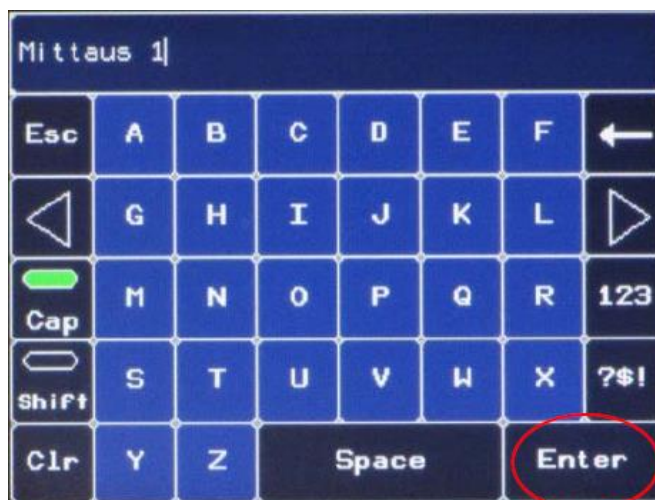 Mittaus 1
Esc A B C D E F
G H I J K L
Cap M N O P Q R 123
Shift S T U V W X ?$!
Clr Y Z Space Enter